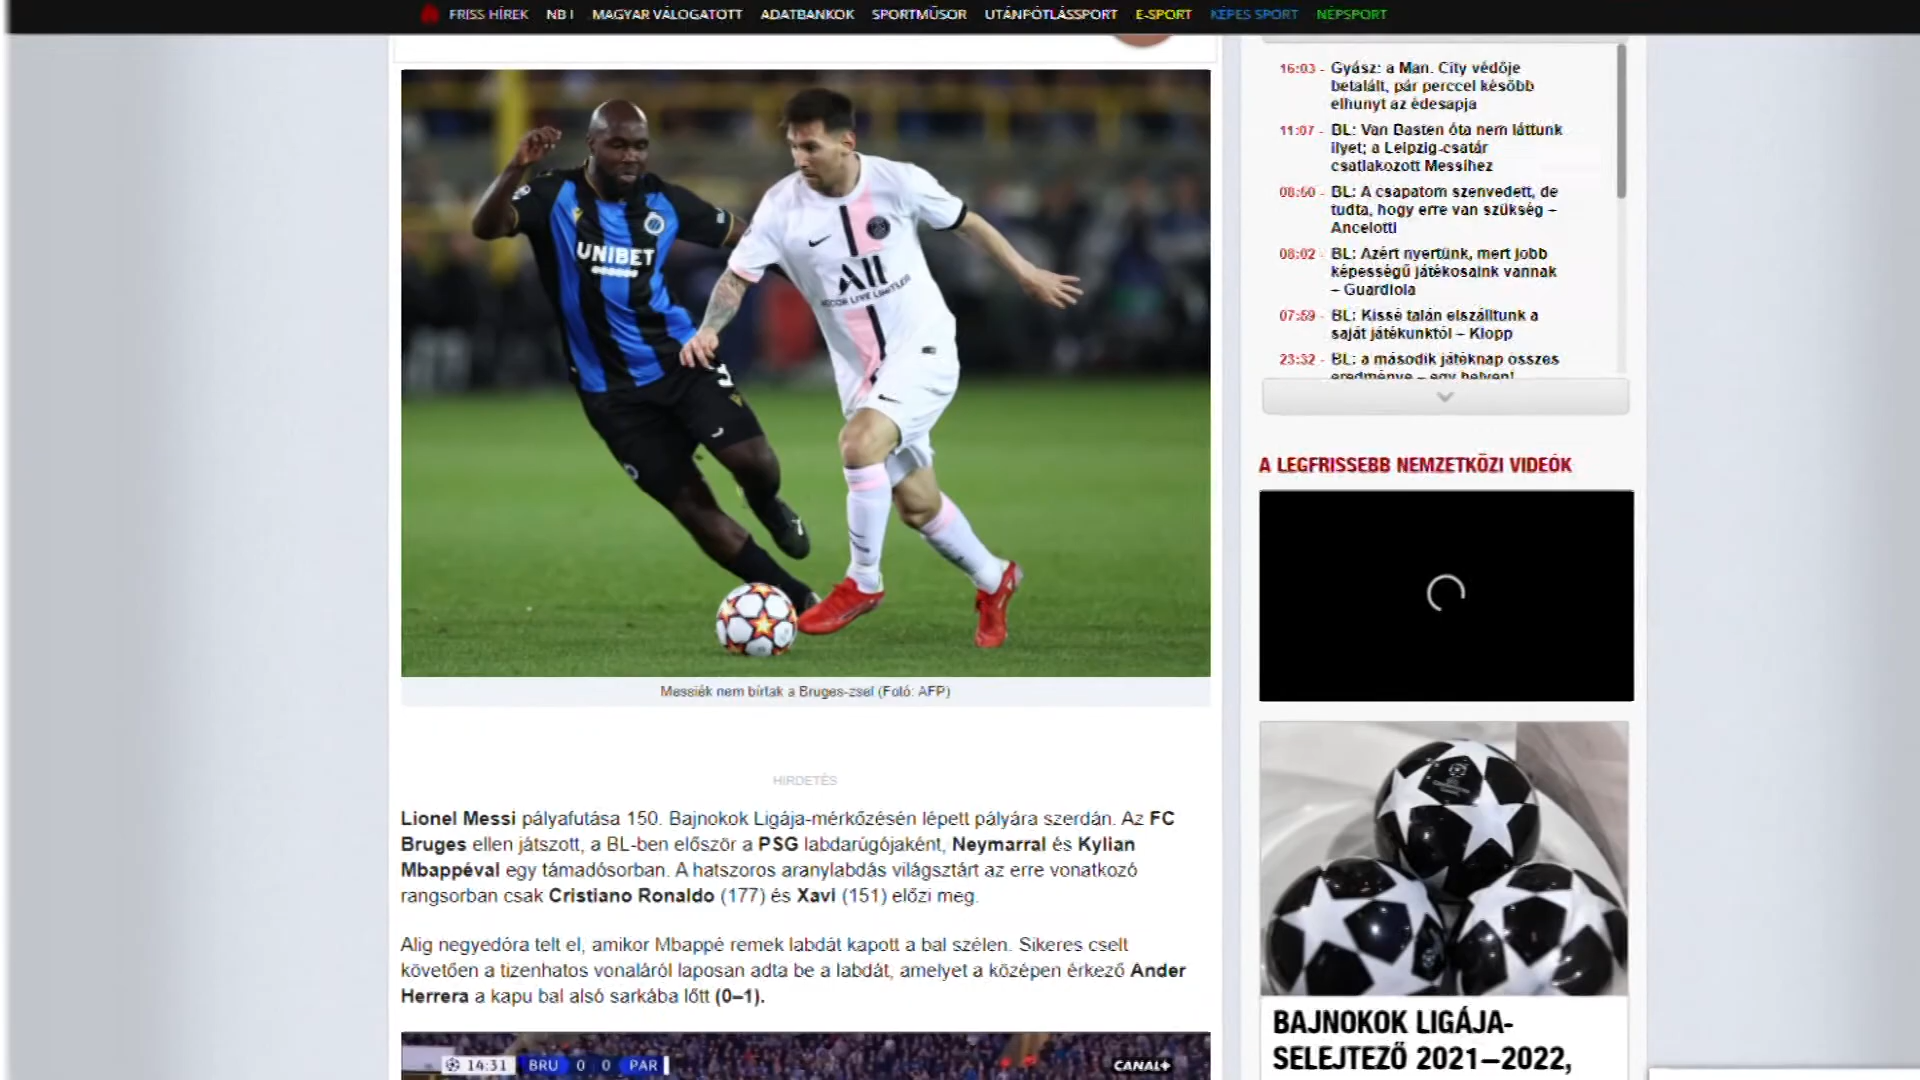 FRISS HÍREK NB I MAGYAR VÁLOGATOTT ADATBANKOK SPORTMŰSOR UTÁNPÓTLÁSSPORT E-SPORT KÉPES SPORT NÉPSPORT
UNIBET
All
Messiék nem bírtak a Bruges-zsel (Fotó: AFP)
HIRDETÉS
Lionel Messi pályafutása 150. Bajnokok Ligája-mérkőzésén lépett pályára szerdán. Az FC
Bruges ellen játszott, a BL-ben először a PSG labdarúgójaként, Neymarral és Kylian
Mbappéval egy támadósorban. A hatszoros aranylabdás világsztárt az erre vonatkozó
rangsorban csak Cristiano Ronaldo (177) és Xavi (151) előzi meg.
Alig negyedóra telt el, amikor Mbappé remek labdát kapott a bal szélen. Sikeres cselt
követően a tizenhatos vonaláról laposan adta be a labdát, amelyet a középen érkező Ander
Herrera a kapu bal alsó sarkába lőtt (0–1).
14:31 BRU 0 0 PAR
CANAL+
16:03 - Gyász: a Man. City védője
betalált, pár perccel később
elhunyt az édesapja
11:07 - BL: Van Basten óta nem láttunk
ilyet; a Leipzig-csatár
csatlakozott Messihez
08:50 - BL: A csapatom szenvedett, de
tudta, hogy erre van szükség –
Ancelotti
08:02 - BL: Azért nyertünk, mert jobb
képességű játékosaink vannak
– Guardiola
07:59 - BL: Kissé talán elszálltunk a
saját játékunktól – Klopp
23:32 - BL: a második játéknap összes
eredménye – egy helyen!
A LEGFRISSEBB NEMZETKÖZI VIDEÓK
BAJNOKOK LIGÁJA-
SELEJTEZŐ 2021–2022,